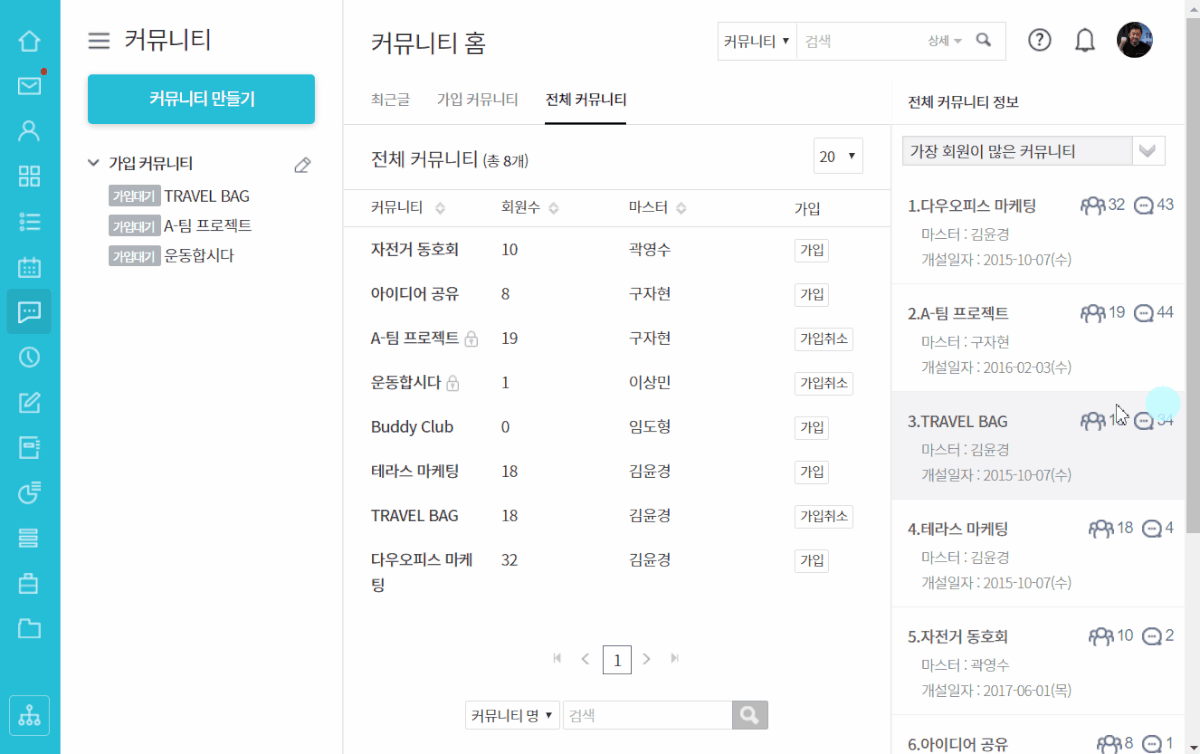 커뮤니티
커뮤니티 만들기
가입 커뮤니티
가입대기 TRAVEL BAG
가입대기 A-팀 프로젝트
가입대기 운동합시다
커뮤니티 홈
커뮤니티 ▼ 검색 상세
최근글 가입 커뮤니티 전체 커뮤니티
전체 커뮤니티 (총 8개)
20 ▼
커뮤니티 회원수 마스터 가입
자전거 동호회 10 곽영수 가입
아이디어 공유 8 구자현 가입
A-팀 프로젝트 19 구자현 가입취소
운동합시다 1 이상민 가입취소
Buddy Club 0 임도형 가입
테라스 마케팅 18 김윤경 가입
TRAVEL BAG 18 김윤경 가입취소
다우오피스 마케 32 김윤경 가입
팅
1
커뮤니티 명 ▼ 검색
전체 커뮤니티 정보
가장 회원이 많은 커뮤니티
1.다우오피스 마케팅 32 43
마스터 : 김윤경
개설일자 : 2015-10-07(수)
2.A-팀 프로젝트 19 44
마스터 : 구자현
개설일자 : 2016-02-03(수)
3.TRAVEL BAG 34
마스터 : 김윤경
개설일자 : 2015-10-07(수)
4.테라스 마케팅 18 4
마스터 : 김윤경
개설일자 : 2015-10-07(수)
5.자전거 동호회 10 2
마스터 : 곽영수
개설일자 : 2017-06-01(목)
6.아이디어 공유 8 1